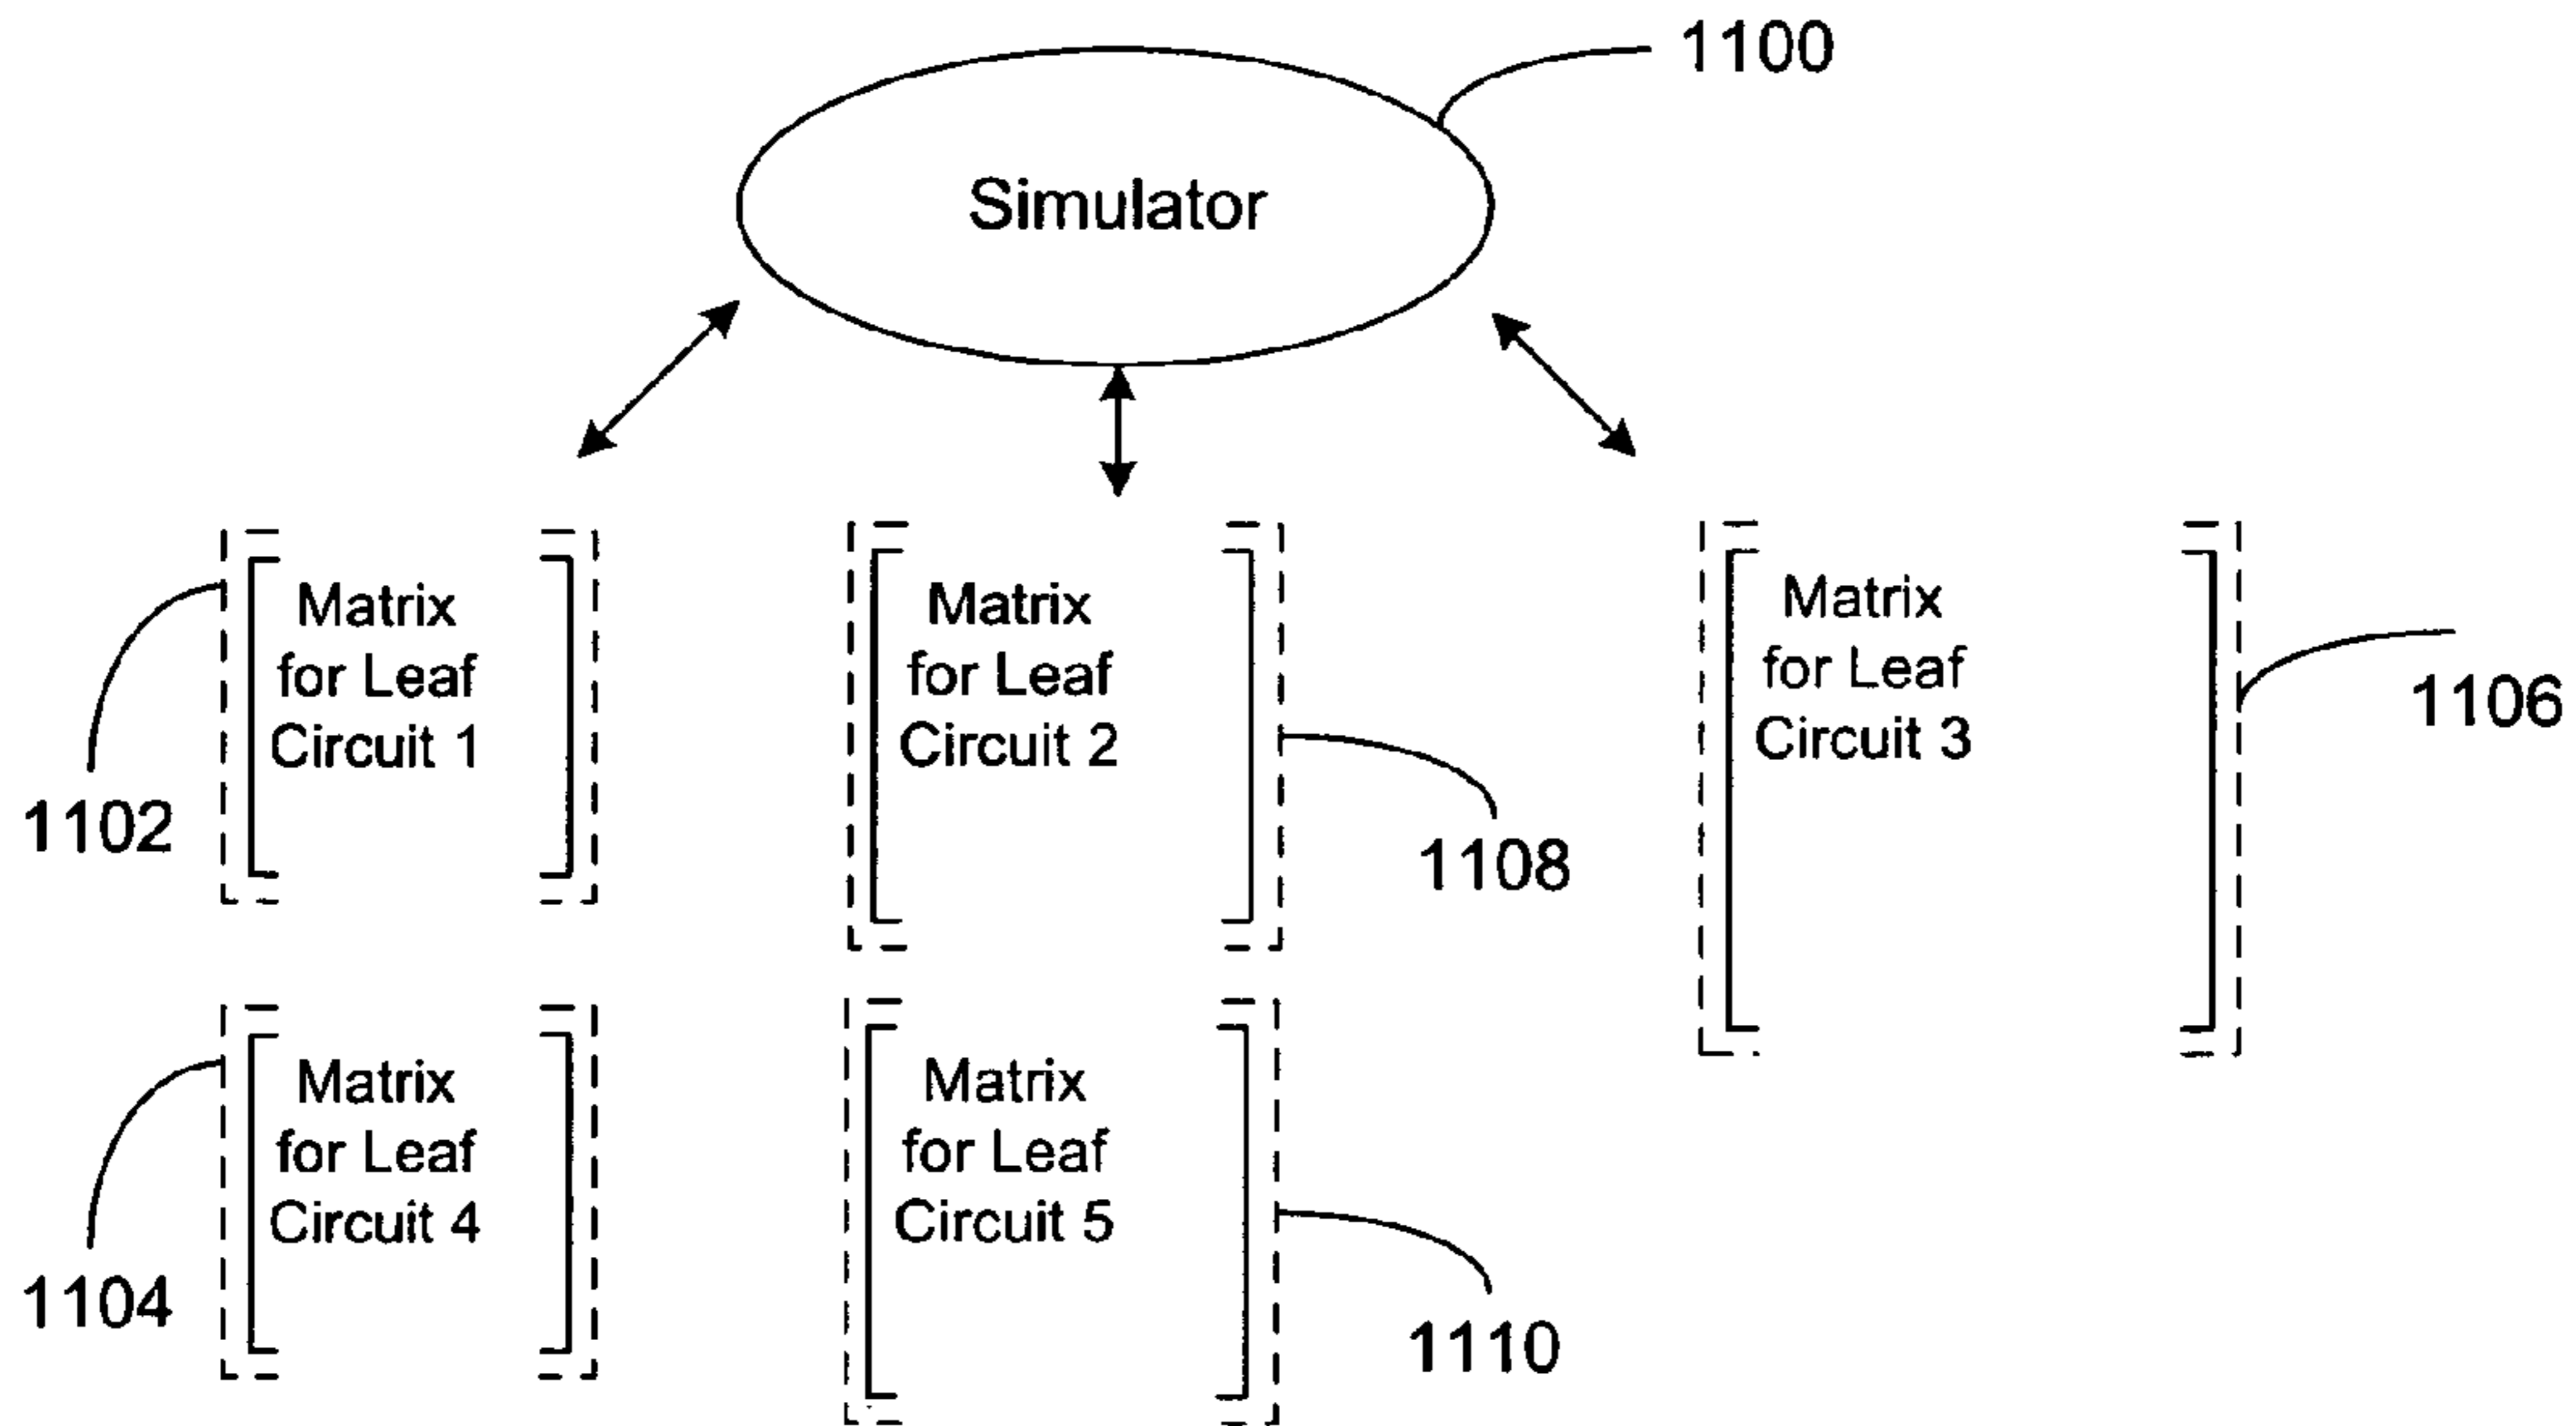 1100
Simulator
Matrix
for Leaf
Circuit 1
1102
Matrix
for Leaf
Circuit 2
1108
Matrix
for Leaf
Circuit 3
1106
Matrix
for Leaf
Circuit 4
1104
Matrix
for Leaf
Circuit 5
1110